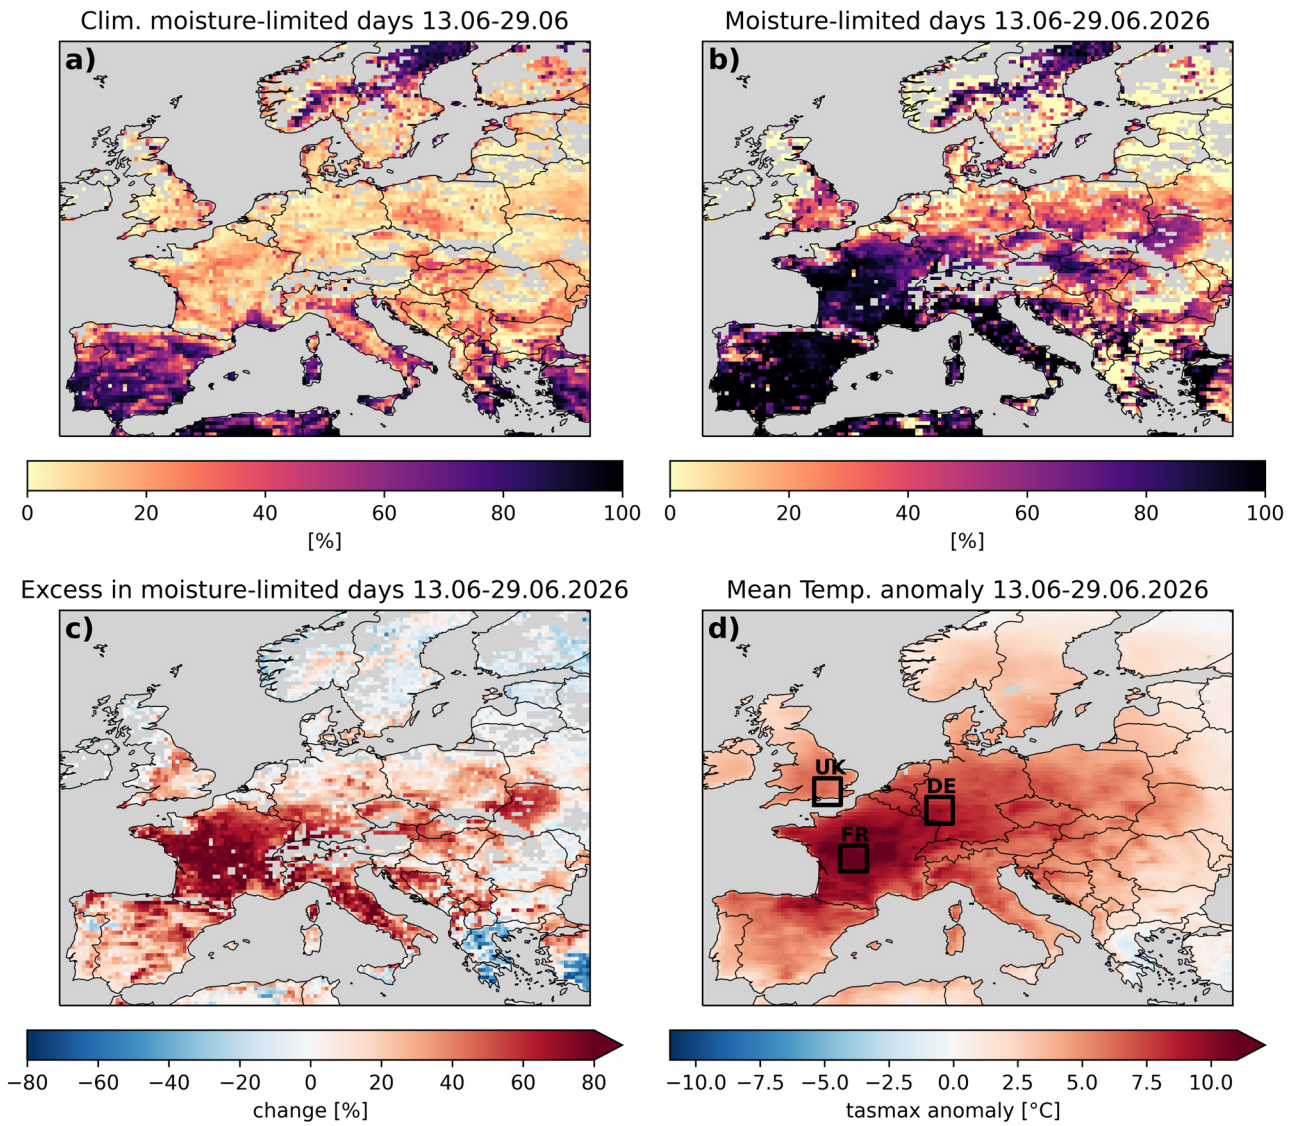 Clim. moisture-limited days 13.06-29.06
Moisture-limited days 13.06-29.06.2026
a)
b)
0 20 40 60 80 100
[%]
0 20 40 60 80 100
[%]
Excess in moisture-limited days 13.06-29.06.2026
Mean Temp. anomaly 13.06-29.06.2026
c)
d)
UK
DE
FR
−80 −60 −40 −20 0 20 40 60 80
change [%]
−10.0 −7.5 −5.0 −2.5 0.0 2.5 5.0 7.5 10.0
tasmax anomaly [°C]